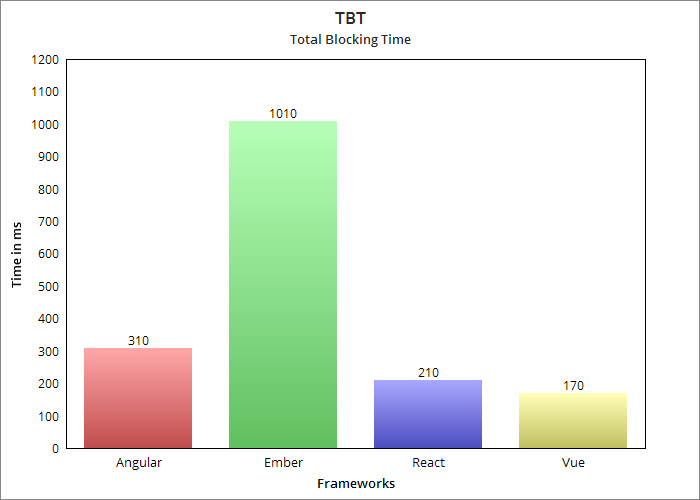 TBT
Total Blocking Time
1200
1100
1000
900
800
700
600
500
400
300
200
100
0
Time in ms
310
1010
210
170
Angular
Ember
React
Vue
Frameworks